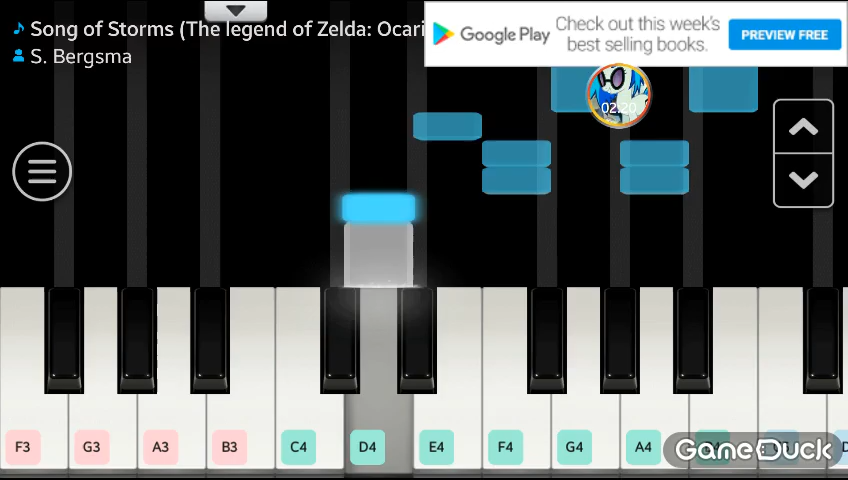 Song of Storms (The legend of Zelda: Ocari
S. Bergsma
Google Play
Check out this week's
best selling books.
PREVIEW FREE
02:20
F3 G3 A3 B3 C4 D4 E4 F4 G4 A4
GameDuck